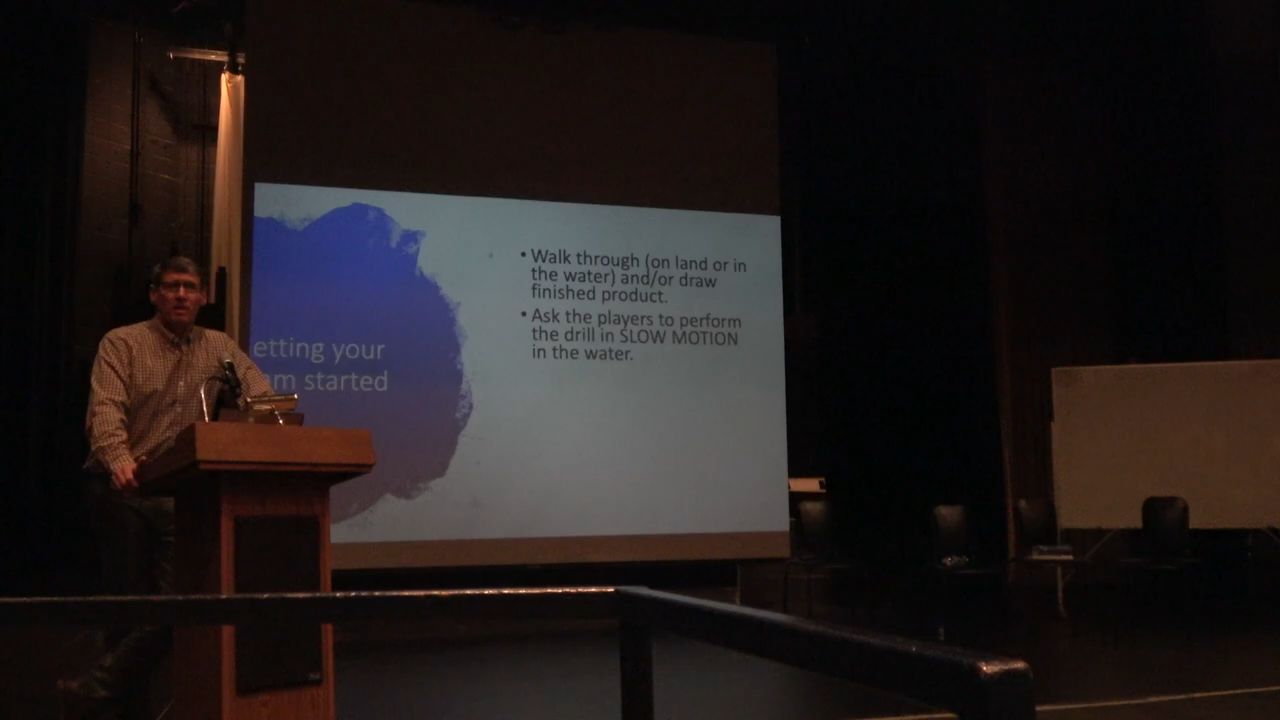 etting your
am started
• Walk through (on land or in
the water) and/or draw
finished product.
• Ask the players to perform
the drill in SLOW MOTION
in the water.